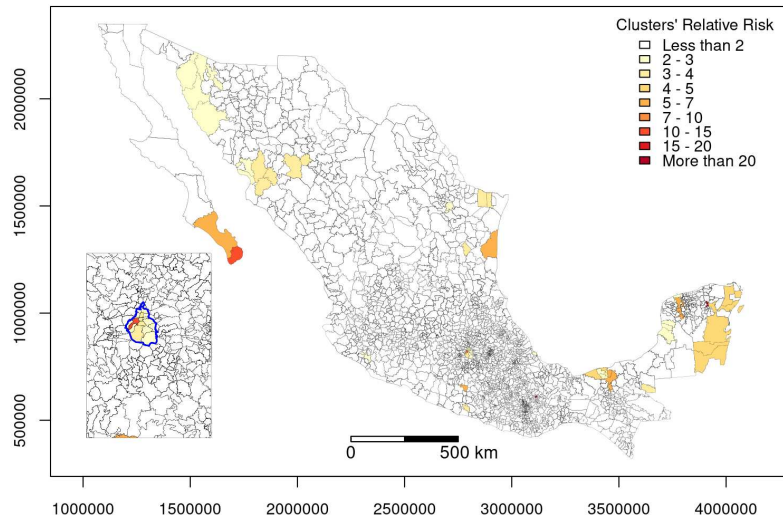 Clusters' Relative Risk
Less than 2
2 - 3
3 - 4
4 - 5
5 - 7
7 - 10
10 - 15
15 - 20
More than 20
2000000
1500000
1000000
500000
0 500 km
1000000 1500000 2000000 2500000 3000000 3500000 4000000